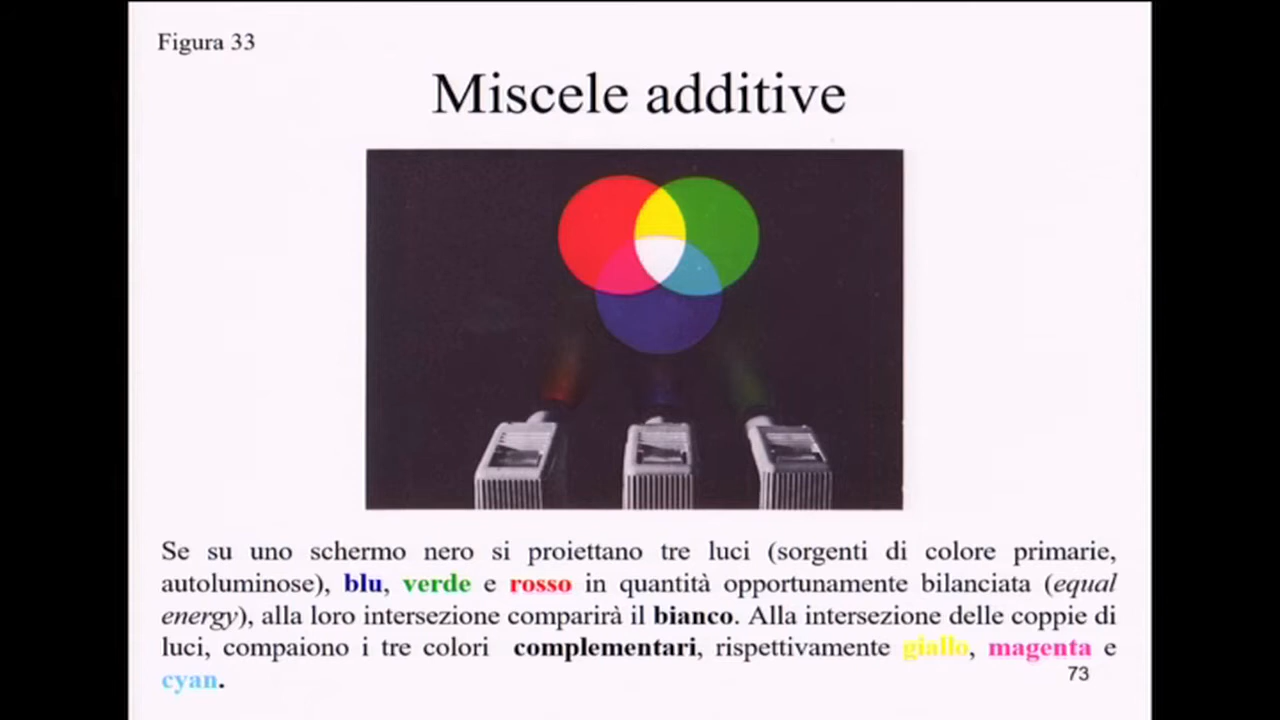 Figura 33
Miscele additive
Se su uno schermo nero si proiettano tre luci (sorgenti di colore primarie,
autoluminose), blu, verde e rosso in quantità opportunamente bilanciata (equal
energy), alla loro intersezione comparirà il bianco. Alla intersezione delle coppie di
luci, compaiono i tre colori complementari, rispettivamente giallo, magenta e
cyan.
73